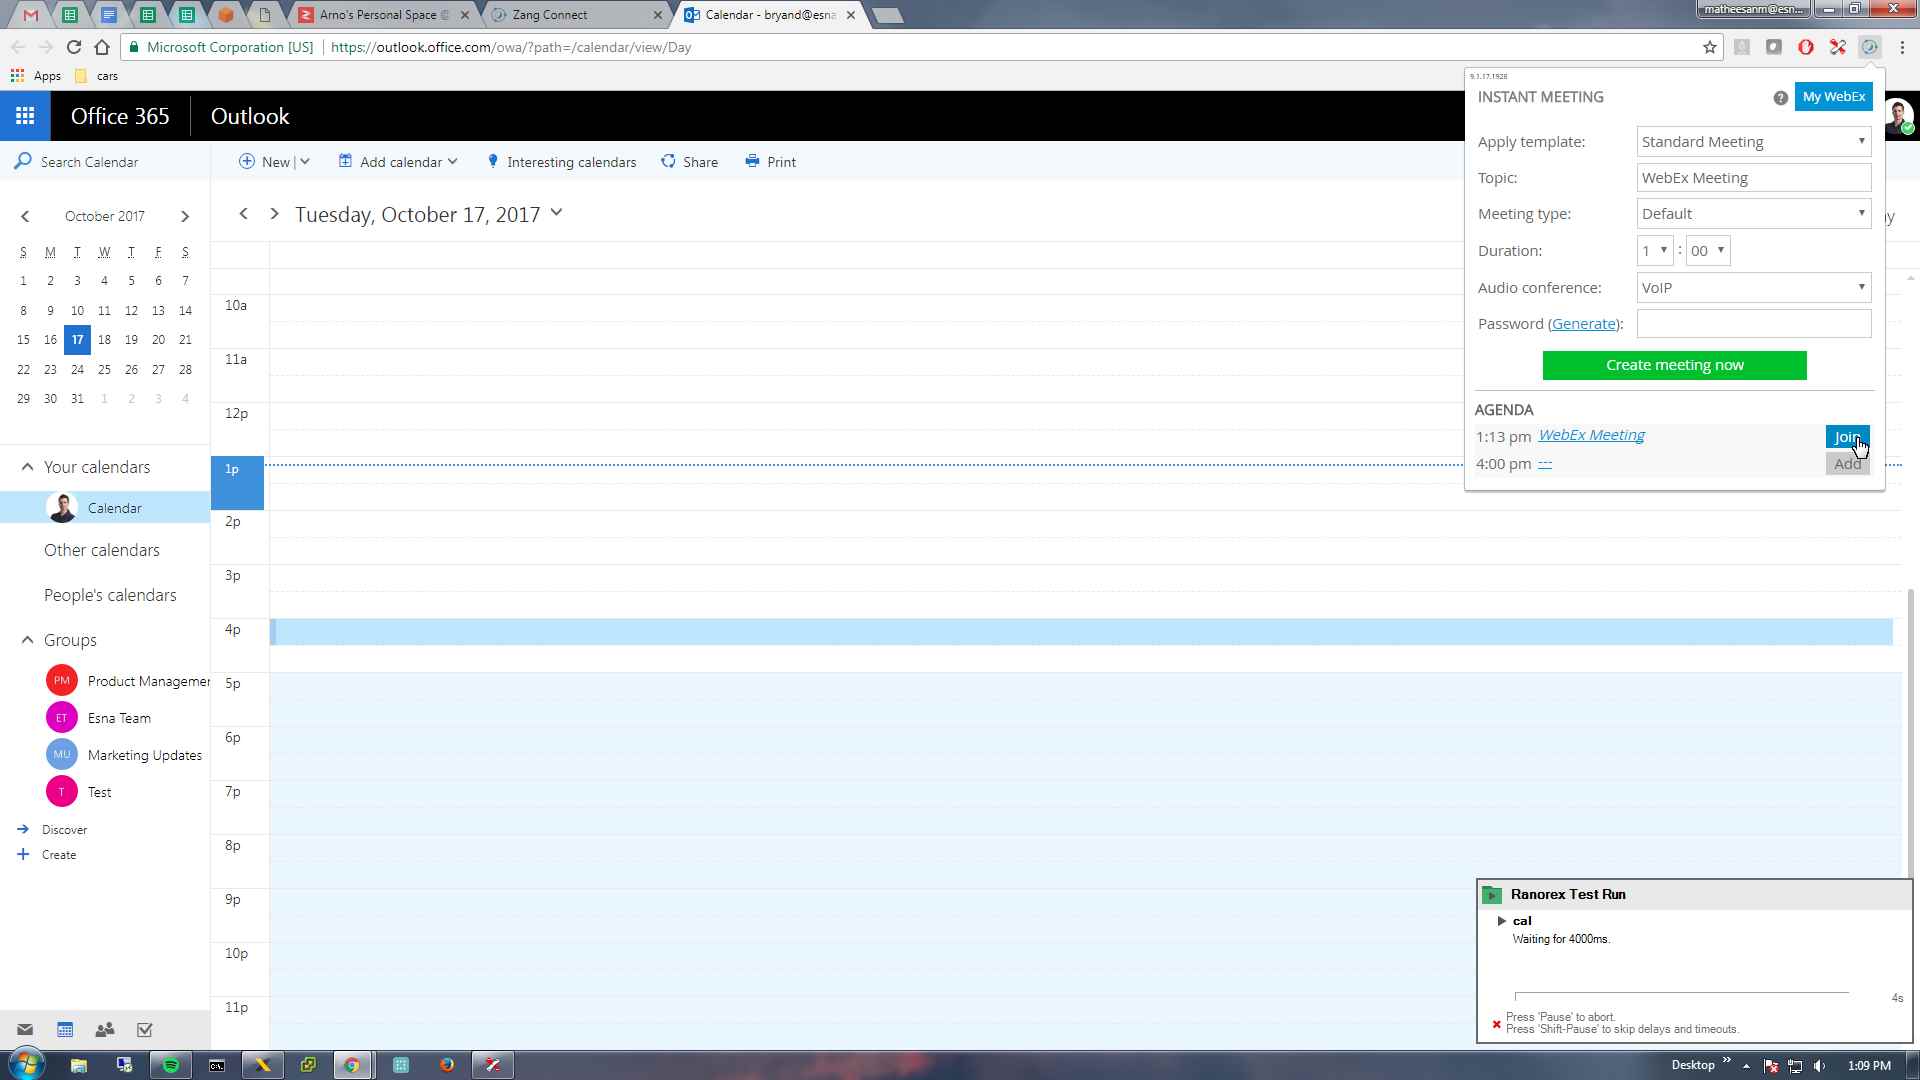 Arno's Personal Space
Zang Connect
Calendar - bryand@esna
matheesanm@esn...
Microsoft Corporation [US]
https://outlook.office.com/owa/?path=/calendar/view/Day
Apps
cars
Office 365
Outlook
Search Calendar
New
Add calendar
Interesting calendars
Share
Print
October 2017
S M T W T F S
1 2 3 4 5 6 7
8 9 10 11 12 13 14
15 16 17 18 19 20 21
22 23 24 25 26 27 28
29 30 31 1 2 3 4
Your calendars
Calendar
Other calendars
People's calendars
Groups
PM Product Managemen
ET Esna Team
MU Marketing Updates
T Test
Discover
Create
Tuesday, October 17, 2017
10a
11a
12p
1p
2p
3p
4p
5p
6p
7p
8p
9p
10p
11p
9.1.17.1928
INSTANT MEETING
? My WebEx
Apply template: Standard Meeting
Topic: WebEx Meeting
Meeting type: Default
Duration: 1 : 00
Audio conference: VoIP
Password (Generate):
Create meeting now
AGENDA
1:13 pm WebEx Meeting Join
4:00 pm --- Add
Ranorex Test Run
cal
Waiting for 4000ms.
4s
Press 'Pause' to abort.
Press 'Shift-Pause' to skip delays and timeouts.
Desktop
1:09 PM